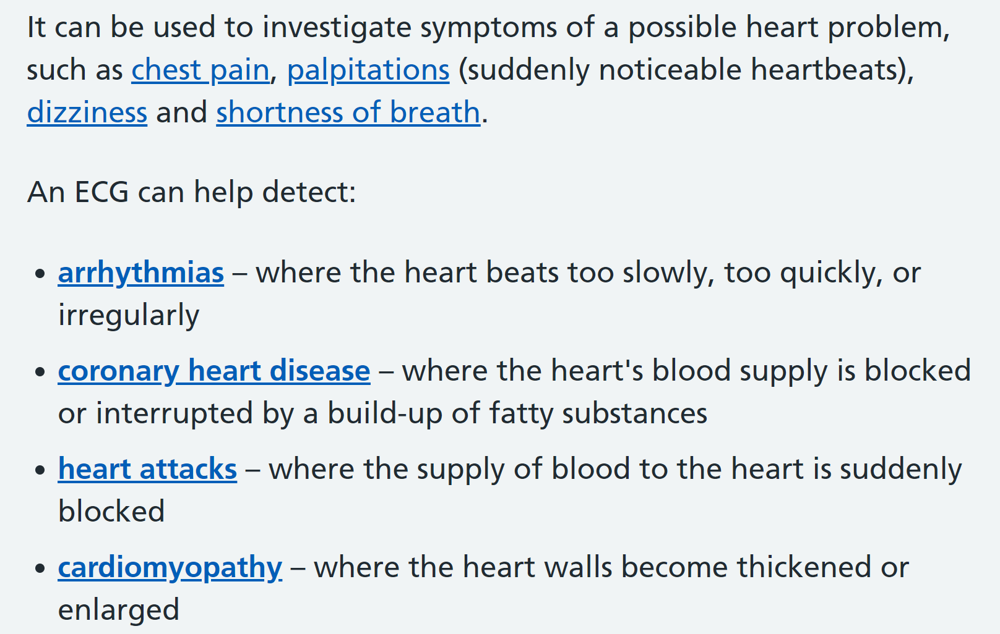 It can be used to investigate symptoms of a possible heart problem,
such as chest pain, palpitations (suddenly noticeable heartbeats),
dizziness and shortness of breath.
An ECG can help detect:
• arrhythmias – where the heart beats too slowly, too quickly, or
irregularly
• coronary heart disease – where the heart's blood supply is blocked
or interrupted by a build-up of fatty substances
• heart attacks – where the supply of blood to the heart is suddenly
blocked
• cardiomyopathy – where the heart walls become thickened or
enlarged